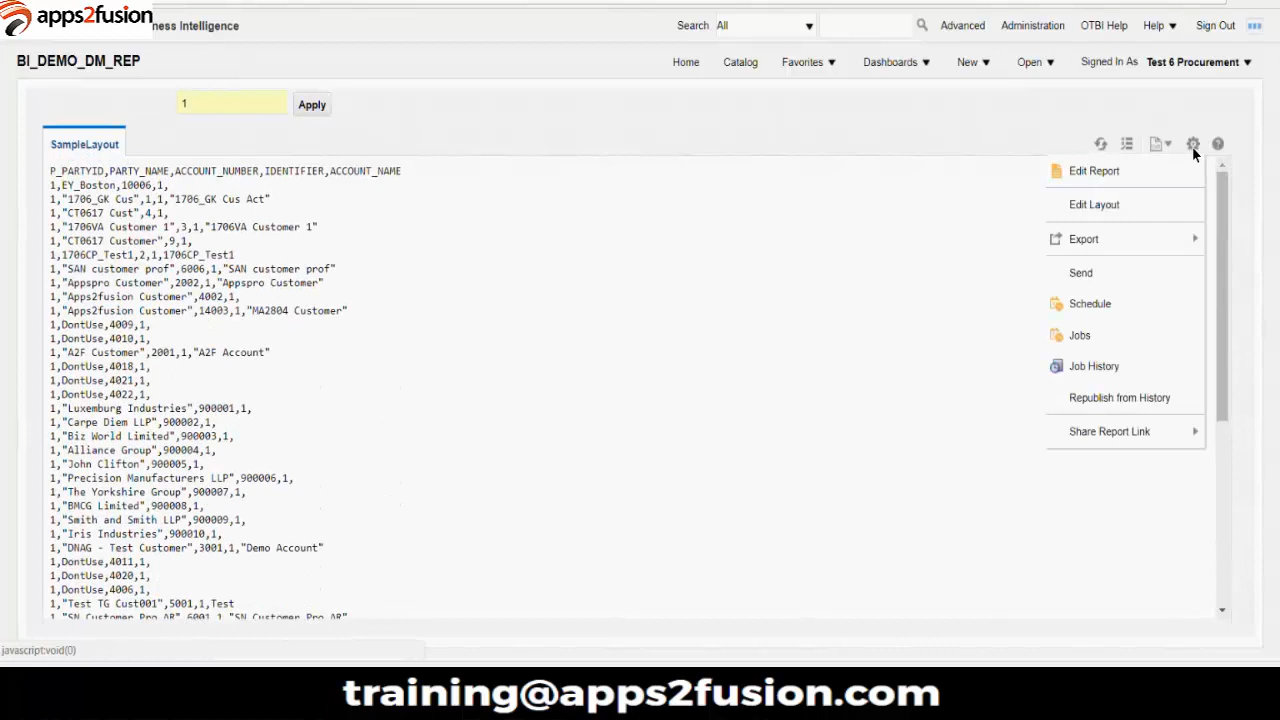 apps2fusion
ness Intelligence
Search All Advanced Administration OTBI Help Help Sign Out
BI_DEMO_DM_REP
Home Catalog Favorites Dashboards New Open Signed In As Test 6 Procurement
1 Apply
SampleLayout
P_PARTYID,PARTY_NAME,ACCOUNT_NUMBER,IDENTIFIER,ACCOUNT_NAME
1,EY_Boston,10006,1,
1,"1706_GK Cus",1,1,"1706_GK Cus Act"
1,"CT0617 Cust",4,1,
1,"1706VA Customer 1",3,1,"1706VA Customer 1"
1,"CT0617 Customer",9,1,
1,1706CP_Test1,2,1,1706CP_Test1
1,"SAN customer prof",6006,1,"SAN customer prof"
1,"Appspro Customer",2002,1,"Appspro Customer"
1,"Apps2fusion Customer",4002,1,
1,"Apps2fusion Customer",14003,1,"MA2804 Customer"
1,DontUse,4009,1,
1,DontUse,4010,1,
1,"A2F Customer",2001,1,"A2F Account"
1,DontUse,4018,1,
1,DontUse,4021,1,
1,DontUse,4022,1,
1,"Luxemburg Industries",900001,1,
1,"Carpe Diem LLP",900002,1,
1,"Biz World Limited",900003,1,
1,"Alliance Group",900004,1,
1,"John Clifton",900005,1,
1,"Precision Manufacturers LLP",900006,1,
1,"The Yorkshire Group",900007,1,
1,"BMCG Limited",900008,1,
1,"Smith and Smith LLP",900009,1,
1,"Iris Industries",900010,1,
1,"DNAG - Test Customer",3001,1,"Demo Account"
1,DontUse,4011,1,
1,DontUse,4020,1,
1,DontUse,4006,1,
1,"Test TG Cust001",5001,1,Test
1,"SN Customer Pro AR",6001,1,"SN Customer Pro AR"
Edit Report
Edit Layout
Export
Send
Schedule
Jobs
Job History
Republish from History
Share Report Link
javascript:void(0)
training@apps2fusion.com